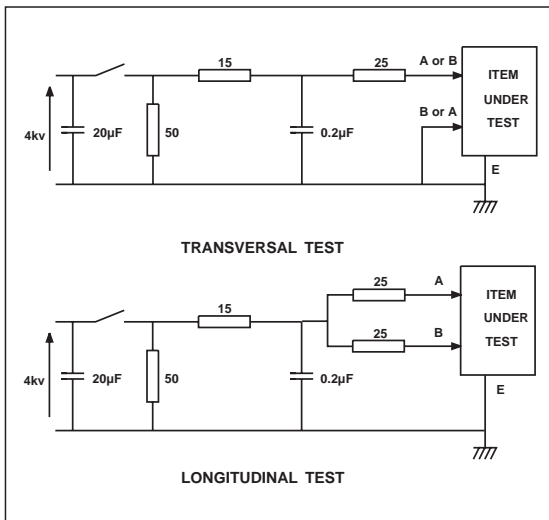 15
25
A or B
ITEM
UNDER
TEST
B or A
4kv
20µF
50
0.2µF
E
TRANSVERSAL TEST
15
25
A
ITEM
UNDER
TEST
25
B
4kv
20µF
50
0.2µF
E
LONGITUDINAL TEST